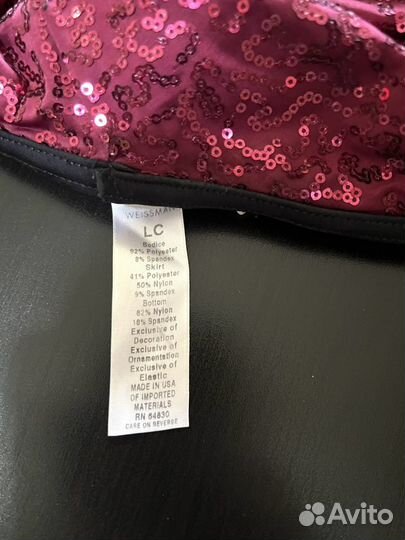 WEISSMAN
LC
Bodice
92% Polyester
8% Spandex
Skirt
41% Polyester
50% Nylon
9% Spandex
Bottom
82% Nylon
18% Spandex
Exclusive of
Decoration
Exclusive of
Ornamentation
Exclusive of
Elastic
MADE IN USA
OF IMPORTED
MATERIALS
RN 64830
CARE ON REVERSE
Avito